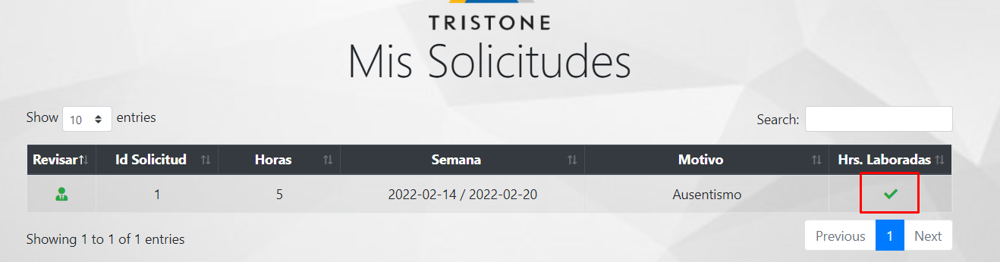 TRISTONE
Mis Solicitudes
Show 10 entries
Search:
Revisar Id Solicitud Horas Semana Motivo Hrs. Laboradas
1 5 2022-02-14 / 2022-02-20 Ausentismo
Showing 1 to 1 of 1 entries
Previous 1 Next